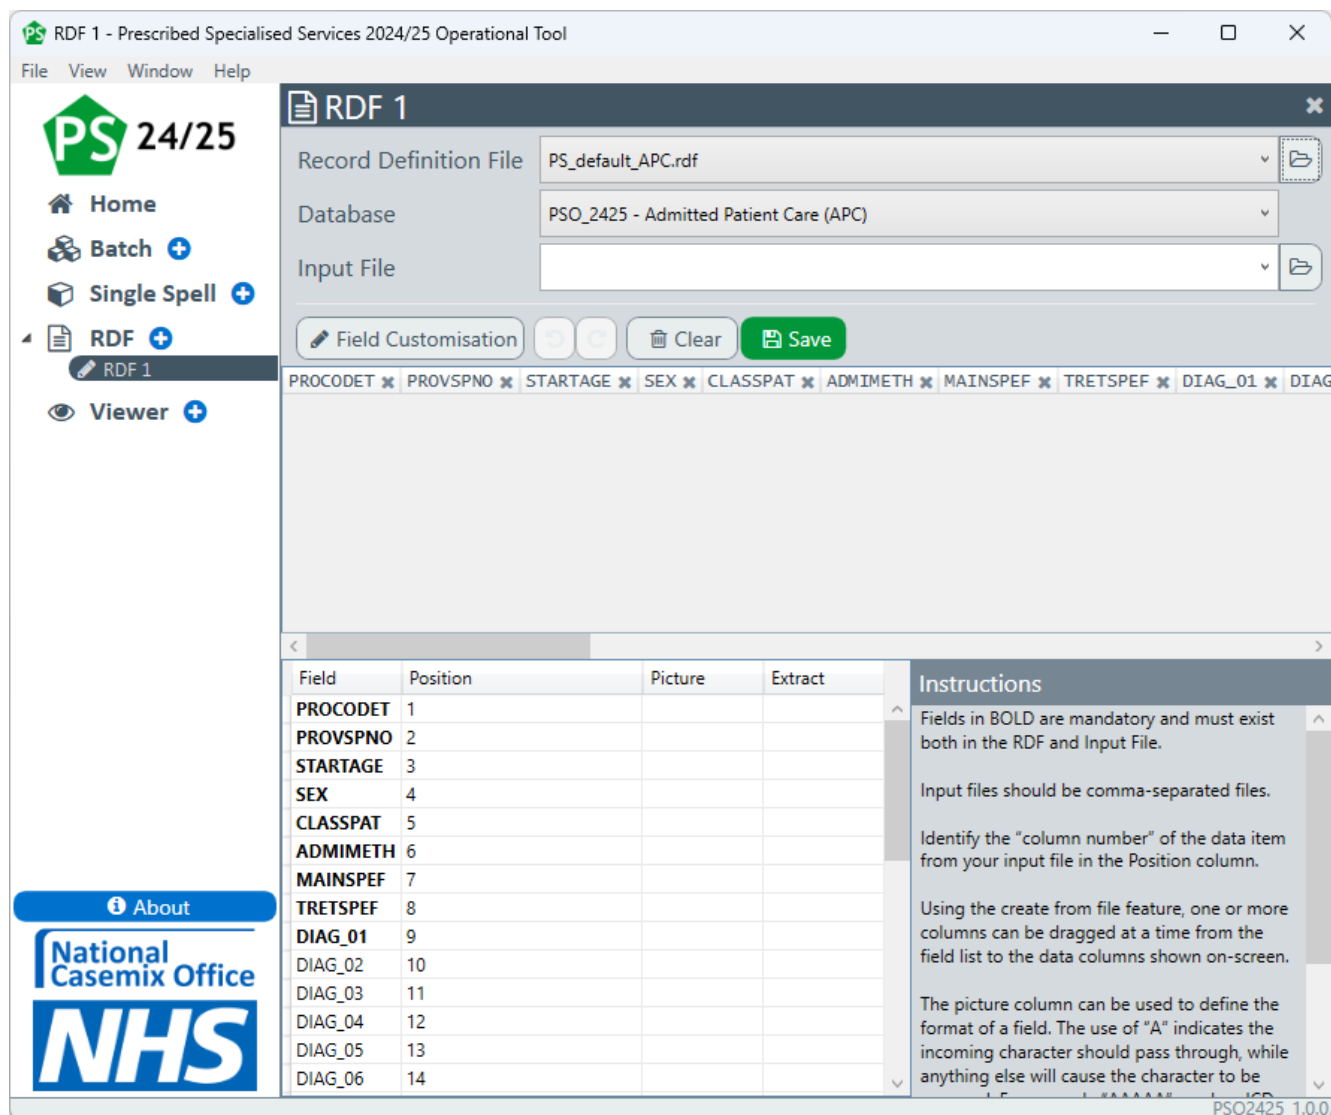 PS RDF 1 - Prescribed Specialised Services 2024/25 Operational Tool
File View Window Help
PS 24/25
Home
Batch
Single Spell
RDF
RDF 1
Viewer
About
National
Casemix Office
NHS
RDF 1
Record Definition File PS_default_APC.rdf
Database PSO_2425 - Admitted Patient Care (APC)
Input File
Field Customisation Clear Save
PROCODET PROVSPNO STARTAGE SEX CLASSPAT ADMIMETH MAINSPEF TRETSPEF DIAG_01 DIAG
Field Position Picture Extract
PROCODET 1
PROVSPNO 2
STARTAGE 3
SEX 4
CLASSPAT 5
ADMIMETH 6
MAINSPEF 7
TRETSPEF 8
DIAG_01 9
DIAG_02 10
DIAG_03 11
DIAG_04 12
DIAG_05 13
DIAG_06 14
Instructions
Fields in BOLD are mandatory and must exist
both in the RDF and Input File.
Input files should be comma-separated files.
Identify the “column number” of the data item
from your input file in the Position column.
Using the create from file feature, one or more
columns can be dragged at a time from the
field list to the data columns shown on-screen.
The picture column can be used to define the
format of a field. The use of “A” indicates the
incoming character should pass through, while
anything else will cause the character to be
PSO2425 1.0.0